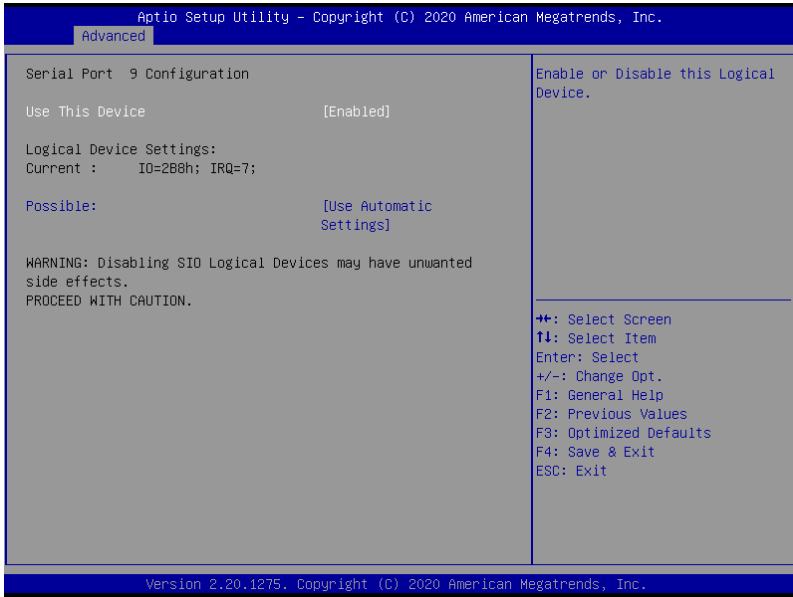 Aptio Setup Utility – Copyright (C) 2020 American Megatrends, Inc.
Advanced
Serial Port 9 Configuration
Use This Device [Enabled]
Logical Device Settings:
Current : IO=2B8h; IRQ=7;
Possible: [Use Automatic
Settings]
WARNING: Disabling SIO Logical Devices may have unwanted
side effects.
PROCEED WITH CAUTION.
Enable or Disable this Logical
Device.
→←: Select Screen
↑↓: Select Item
Enter: Select
+/-: Change Opt.
F1: General Help
F2: Previous Values
F3: Optimized Defaults
F4: Save & Exit
ESC: Exit
Version 2.20.1275. Copyright (C) 2020 American Megatrends, Inc.